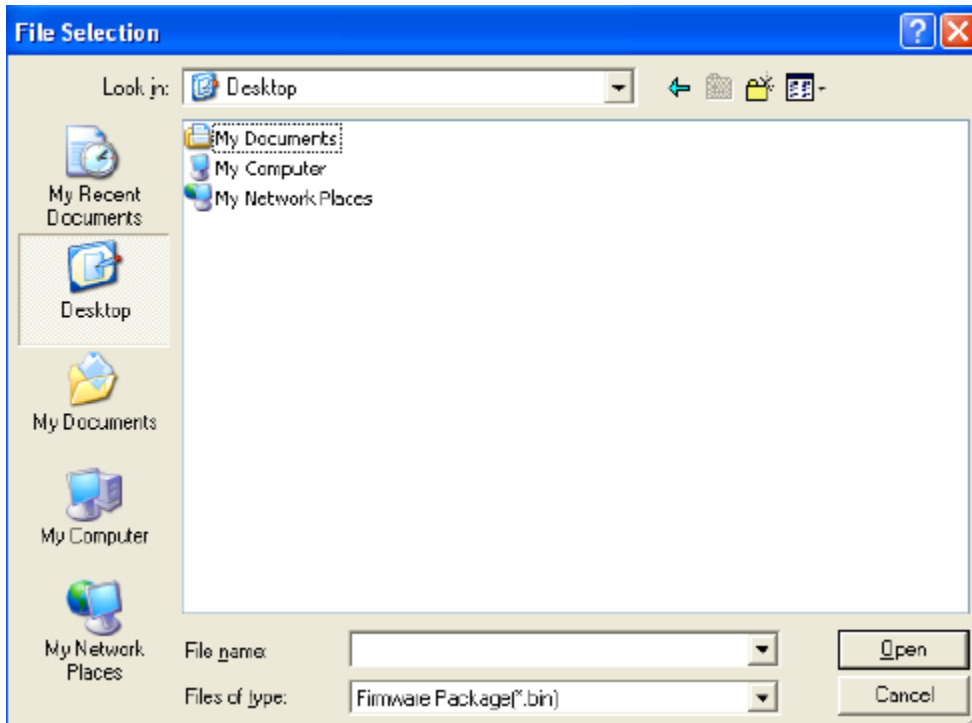 File Selection
Look in: Desktop
My Documents
My Computer
My Network Places
My Recent
Documents
Desktop
My Documents
My Computer
My Network
Places
File name:
Open
Files of type: Firmware Package(*.bin)
Cancel